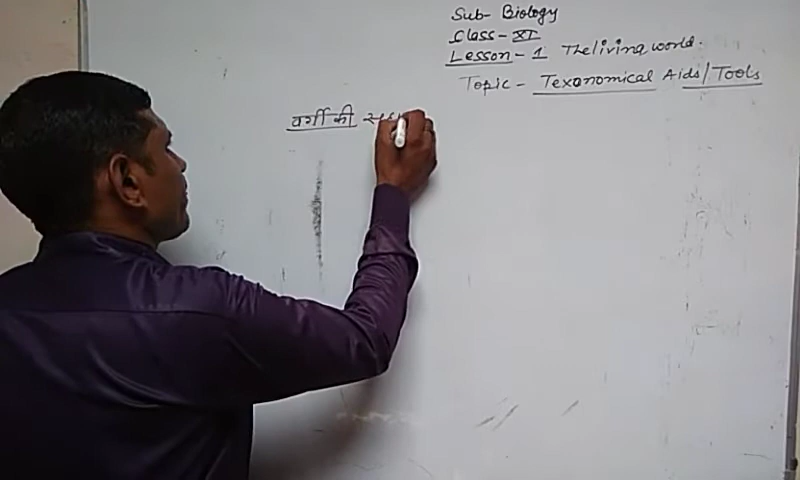 Sub- Biology
Class- XI
Lesson- 1 The living world.
Topic- Texonomical Aids/Tools
वर्गी की